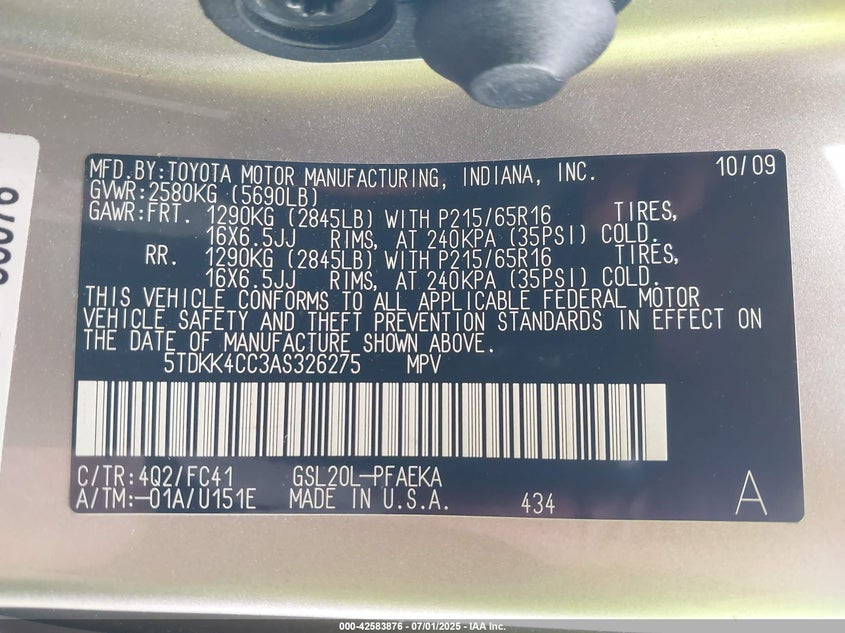 MFD.BY:TOYOTA MOTOR MANUFACTURING, INDIANA, INC. 10/09
GVWR:2580KG (5690LB)
GAWR:FRT. 1290KG (2845LB) WITH P215/65R16 TIRES,
16X6.5JJ RIMS, AT 240KPA (35PSI) COLD.
RR. 1290KG (2845LB) WITH P215/65R16 TIRES,
16X6.5JJ RIMS, AT 240KPA (35PSI) COLD.
THIS VEHICLE CONFORMS TO ALL APPLICABLE FEDERAL MOTOR
VEHICLE SAFETY AND THEFT PREVENTION STANDARDS IN EFFECT ON
THE DATE OF MANUFACTURE SHOWN ABOVE.
5TDKK4CC3AS326275 MPV
C/TR:4Q2/FC41 GSL20L-PFAEKA
A/TM:-01A/U151E MADE IN U.S.A. 434 A
000-42583876 - 07/01/2025 - IAA Inc.